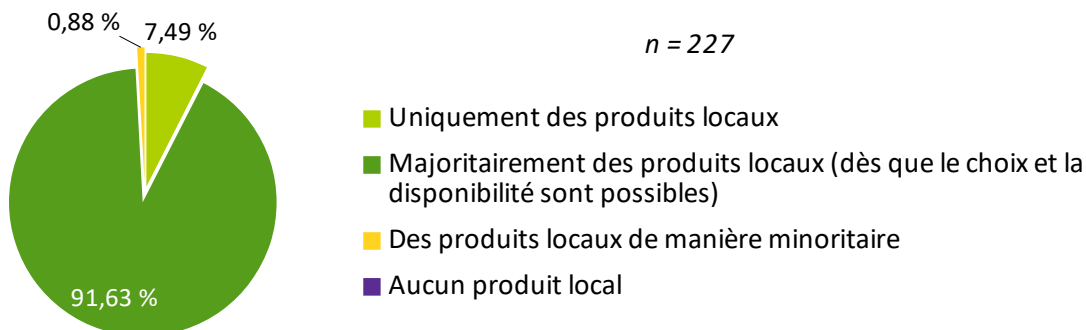 0,88 %
7,49 %
n = 227
Uniquement des produits locaux
Majoritairement des produits locaux (dès que le choix et la
disponibilité sont possibles)
Des produits locaux de manière minoritaire
Aucun produit local
91,63 %